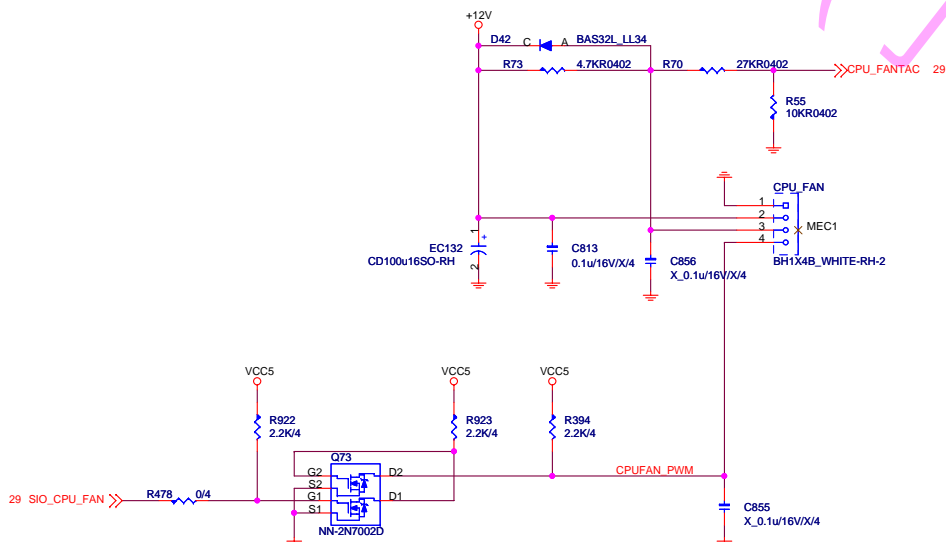 +12V
D42 C A BAS32L_LL34
R73 4.7KR0402 R70 27KR0402 CPU_FANTAC 29
R55
10KR0402
CPU_FAN
1
2
3
4
MEC1
BH1X4B_WHITE-RH-2
1
+
EC132
CD100u16SO-RH
2
C813
0.1u/16V/X/4
C856
X_0.1u/16V/X/4
VCC5 VCC5 VCC5
R922
2.2K/4
R923
2.2K/4
R394
2.2K/4
Q73
G2 D2
S2
G1 D1
S1
NN-2N7002D
CPUFAN_PWM
29 SIO_CPU_FAN R478 0/4
C855
X_0.1u/16V/X/4